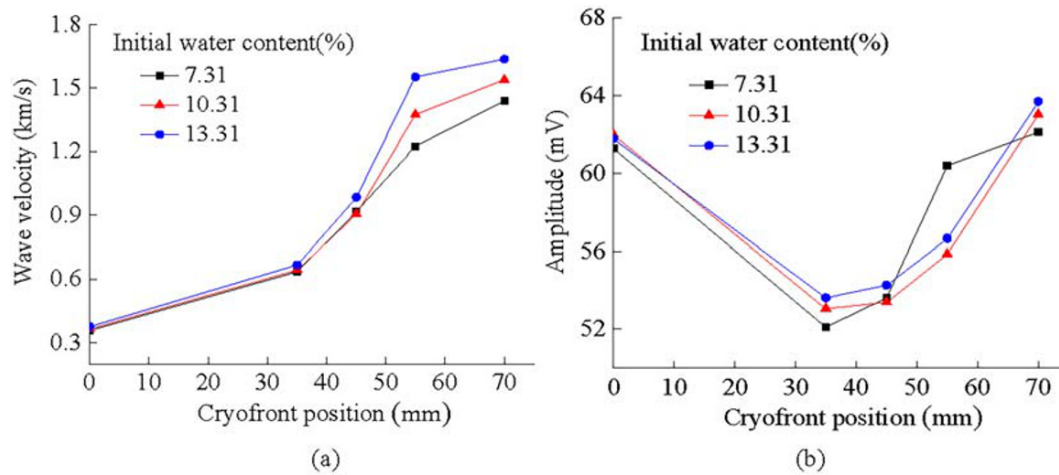 1.8
1.5
1.2
0.9
0.6
0.3
Wave velocity (km/s)
Initial water content(%)
7.31
10.31
13.31
0 10 20 30 40 50 60 70
Cryofront position (mm)
(a)
68
64
60
56
52
Amplitude (mV)
Initial water content(%)
7.31
10.31
13.31
0 10 20 30 40 50 60 70
Cryofront position (mm)
(b)